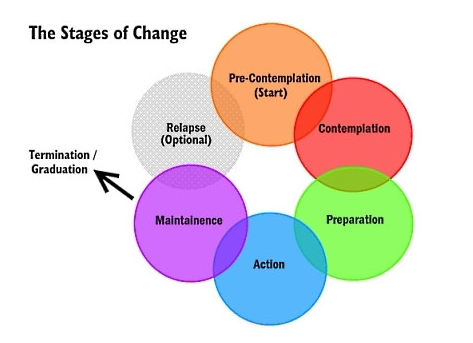 The Stages of Change
Pre-Contemplation
(Start)
Contemplation
Preparation
Action
Maintainence
Relapse
(Optional)
Termination /
Graduation